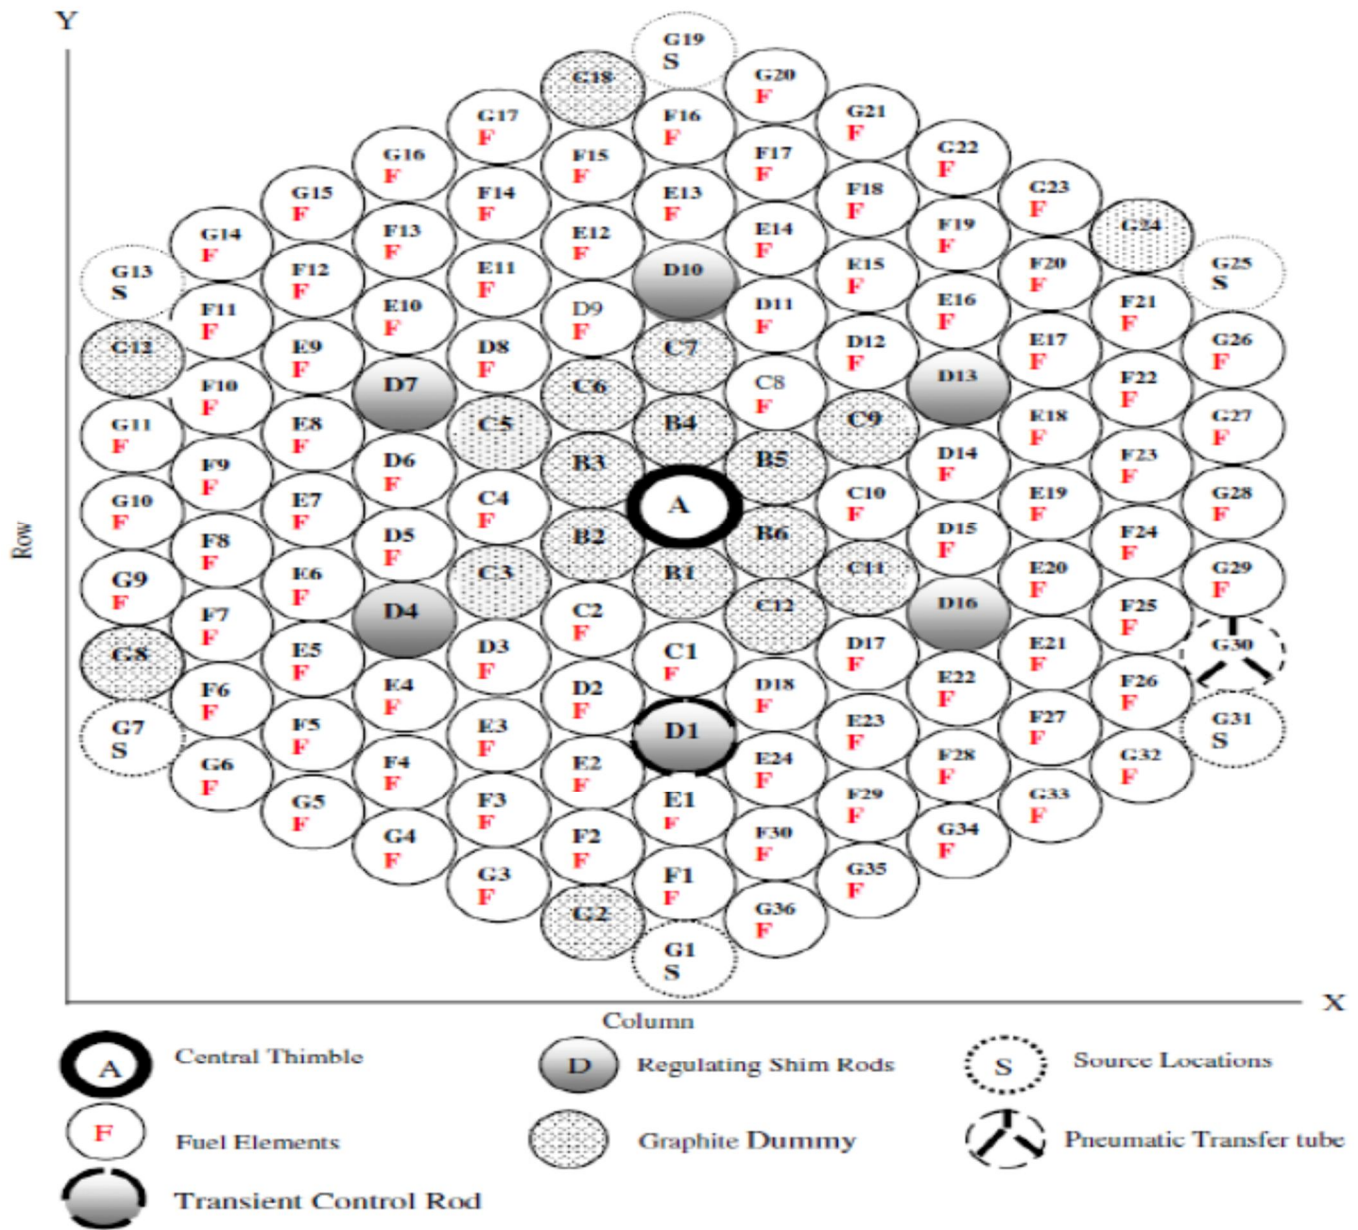 Y
G19
S
G18 G20
F
G17 F16 G21
F F F
G16 F15 F17 G22
F F F F
G15 F14 E13 F18 G23
F F F F F
G14 F13 E12 E14 F19 G24
F F F F F
G13 F12 E11 D10 E15 F20 G25
S F F F F S
F11 E10 D9 D11 E16 F21
F F F F F F
G12 E9 D8 C7 D12 E17 G26
F F F F F
F10 D7 C6 C8 D13 F22
F F F
G11 E8 C5 B4 C9 E18 G27
F F F F
F9 D6 B3 B5 D14 F23
F F F F
G10 E7 C4 A C10 E19 G28
F F F F F F
F8 D5 B2 B6 D15 F24
F F F F
G9 E6 C3 B1 C11 E20 G29
F F F F
F7 D4 C2 C12 D16 F25
F F F
G8 E5 D3 C1 D17 E21 G30
F F F F F
F6 E4 D2 D18 E22 F26
F F F F F F
G7 F5 E3 D1 E23 F27 G31
S F F F F S
G6 F4 E2 E24 F28 G32
F F F F F F
G5 F3 E1 F29 G33
F F F F F
G4 F2 F30 G34
F F F F
G3 F1 G35
F F F
G2 G36
F
G1
S
Row
X
Column
A Central Thimble
D Regulating Shim Rods
S Source Locations
F Fuel Elements
Graphite Dummy
Pneumatic Transfer tube
Transient Control Rod